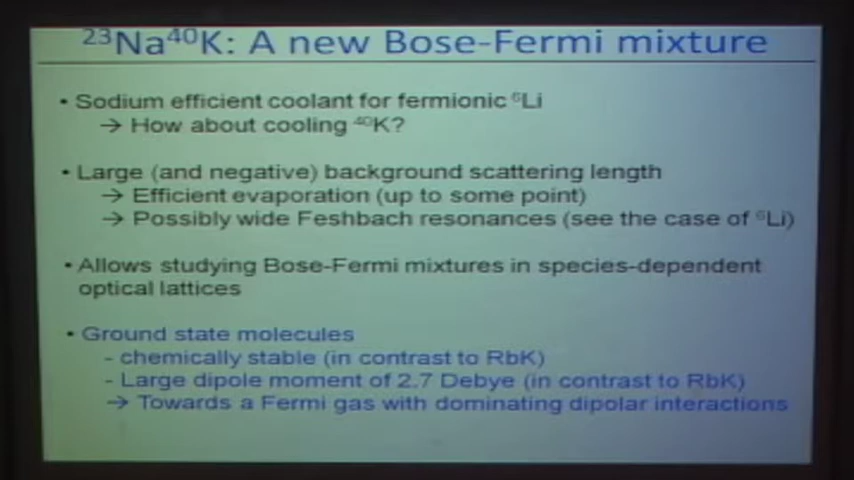 ²³Na⁴⁰K: A new Bose-Fermi mixture
• Sodium efficient coolant for fermionic ⁶Li
→ How about cooling ⁴⁰K?
• Large (and negative) background scattering length
→ Efficient evaporation (up to some point)
→ Possibly wide Feshbach resonances (see the case of ⁶Li)
• Allows studying Bose-Fermi mixtures in species-dependent
optical lattices
• Ground state molecules
- chemically stable (in contrast to RbK)
- Large dipole moment of 2.7 Debye (in contrast to RbK)
→ Towards a Fermi gas with dominating dipolar interactions